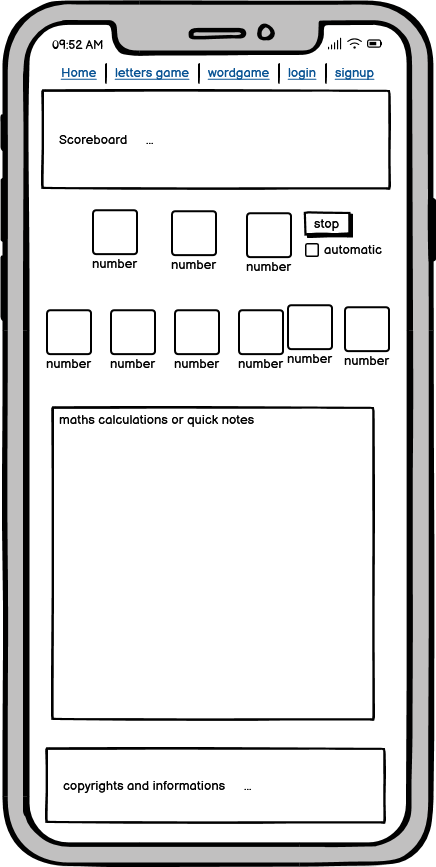 09:52 AM
Home letters game wordgame login signup
Scoreboard ...
stop
automatic
number number number
number number number number number number
maths calculations or quick notes
copyrights and informations ...